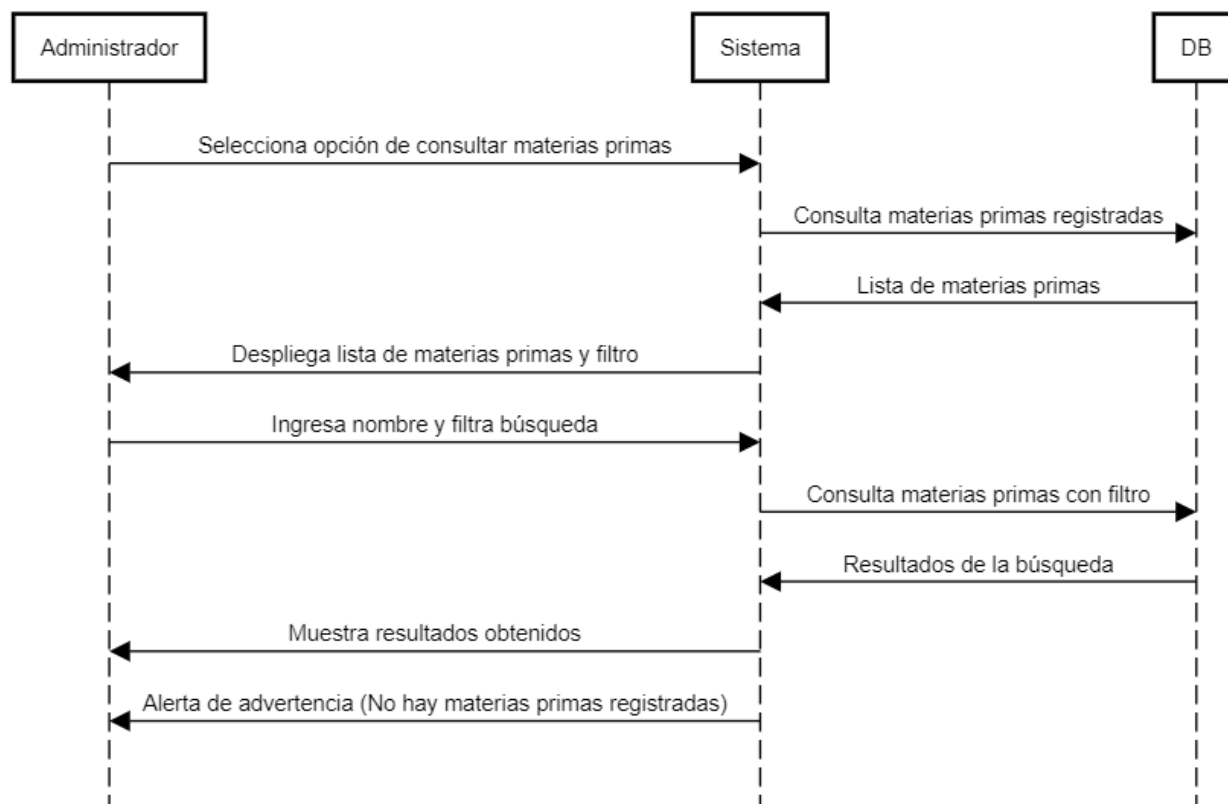 Administrador
Sistema
DB
Selecciona opción de consultar materias primas
Consulta materias primas registradas
Lista de materias primas
Despliega lista de materias primas y filtro
Ingresa nombre y filtra búsqueda
Consulta materias primas con filtro
Resultados de la búsqueda
Muestra resultados obtenidos
Alerta de advertencia (No hay materias primas registradas)